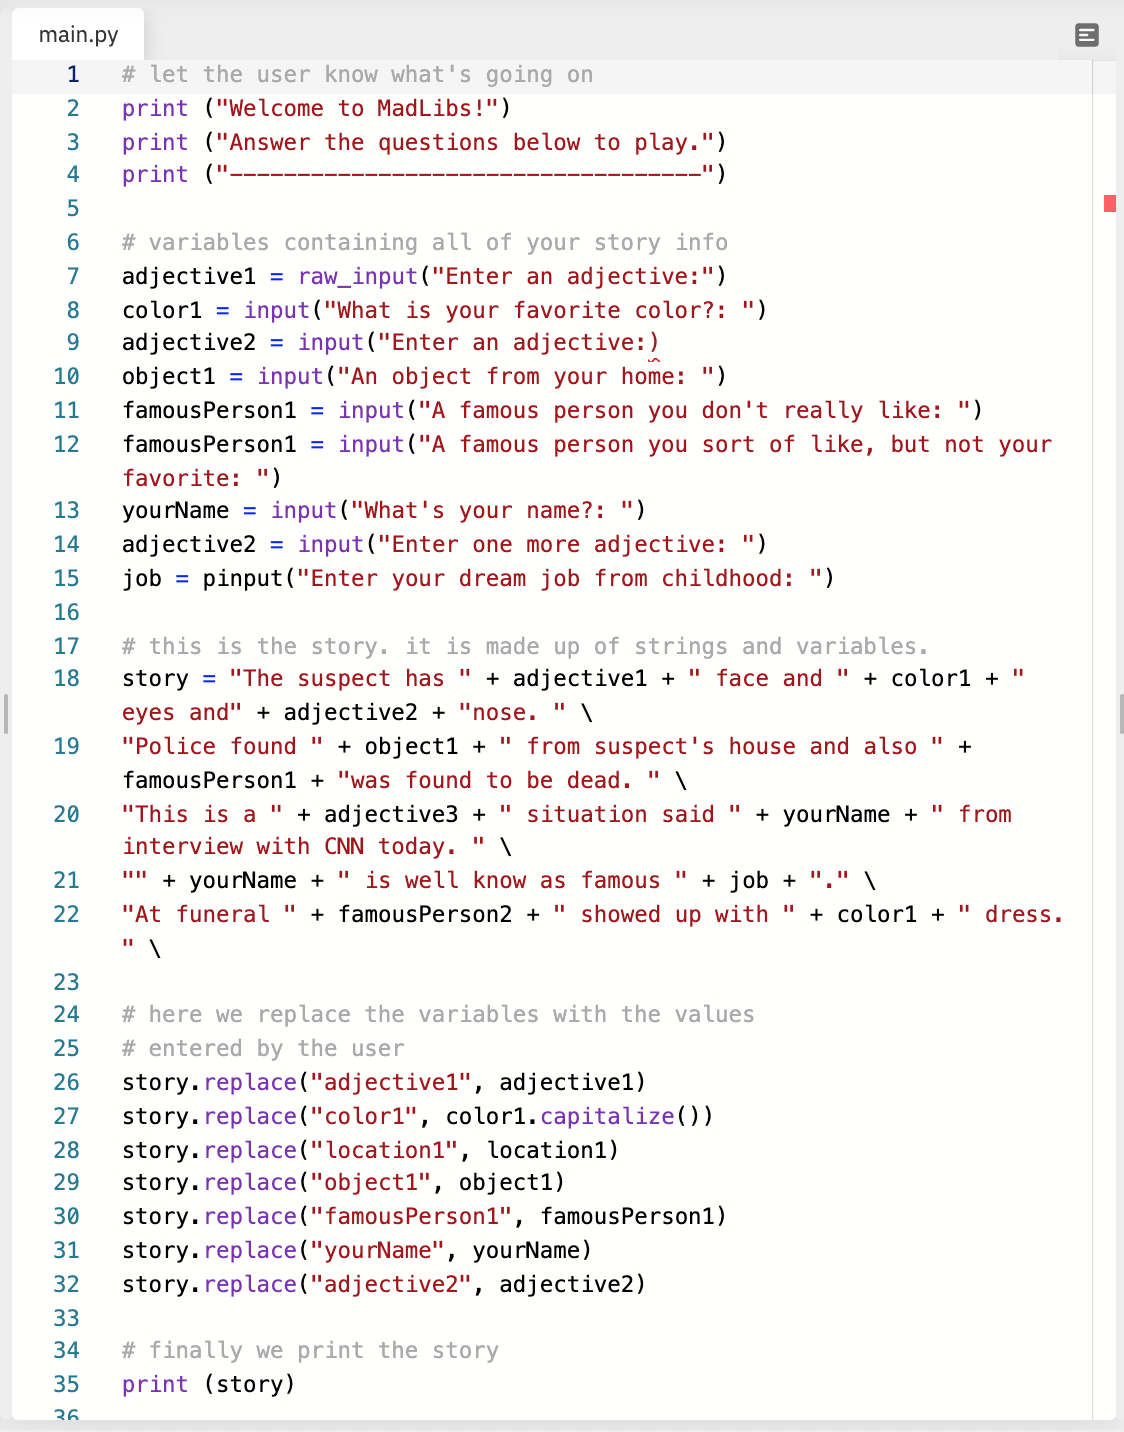 main.py
1 # let the user know what's going on
2 print ("Welcome to MadLibs!")
3 print ("Answer the questions below to play.")
4 print ("-----------------------------------")
5
6 # variables containing all of your story info
7 adjective1 = raw_input("Enter an adjective:")
8 color1 = input("What is your favorite color?: ")
9 adjective2 = input("Enter an adjective:)
10 object1 = input("An object from your home: ")
11 famousPerson1 = input("A famous person you don't really like: ")
12 famousPerson1 = input("A famous person you sort of like, but not your
favorite: ")
13 yourName = input("What's your name?: ")
14 adjective2 = input("Enter one more adjective: ")
15 job = pinput("Enter your dream job from childhood: ")
16
17 # this is the story. it is made up of strings and variables.
18 story = "The suspect has " + adjective1 + " face and " + color1 + "
eyes and" + adjective2 + "nose. " \
19 "Police found " + object1 + " from suspect's house and also " +
famousPerson1 + "was found to be dead. " \
20 "This is a " + adjective3 + " situation said " + yourName + " from
interview with CNN today. " \
21 "" + yourName + " is well know as famous " + job + "." \
22 "At funeral " + famousPerson2 + " showed up with " + color1 + " dress.
" \
23
24 # here we replace the variables with the values
25 # entered by the user
26 story.replace("adjective1", adjective1)
27 story.replace("color1", color1.capitalize())
28 story.replace("location1", location1)
29 story.replace("object1", object1)
30 story.replace("famousPerson1", famousPerson1)
31 story.replace("yourName", yourName)
32 story.replace("adjective2", adjective2)
33
34 # finally we print the story
35 print (story)
36